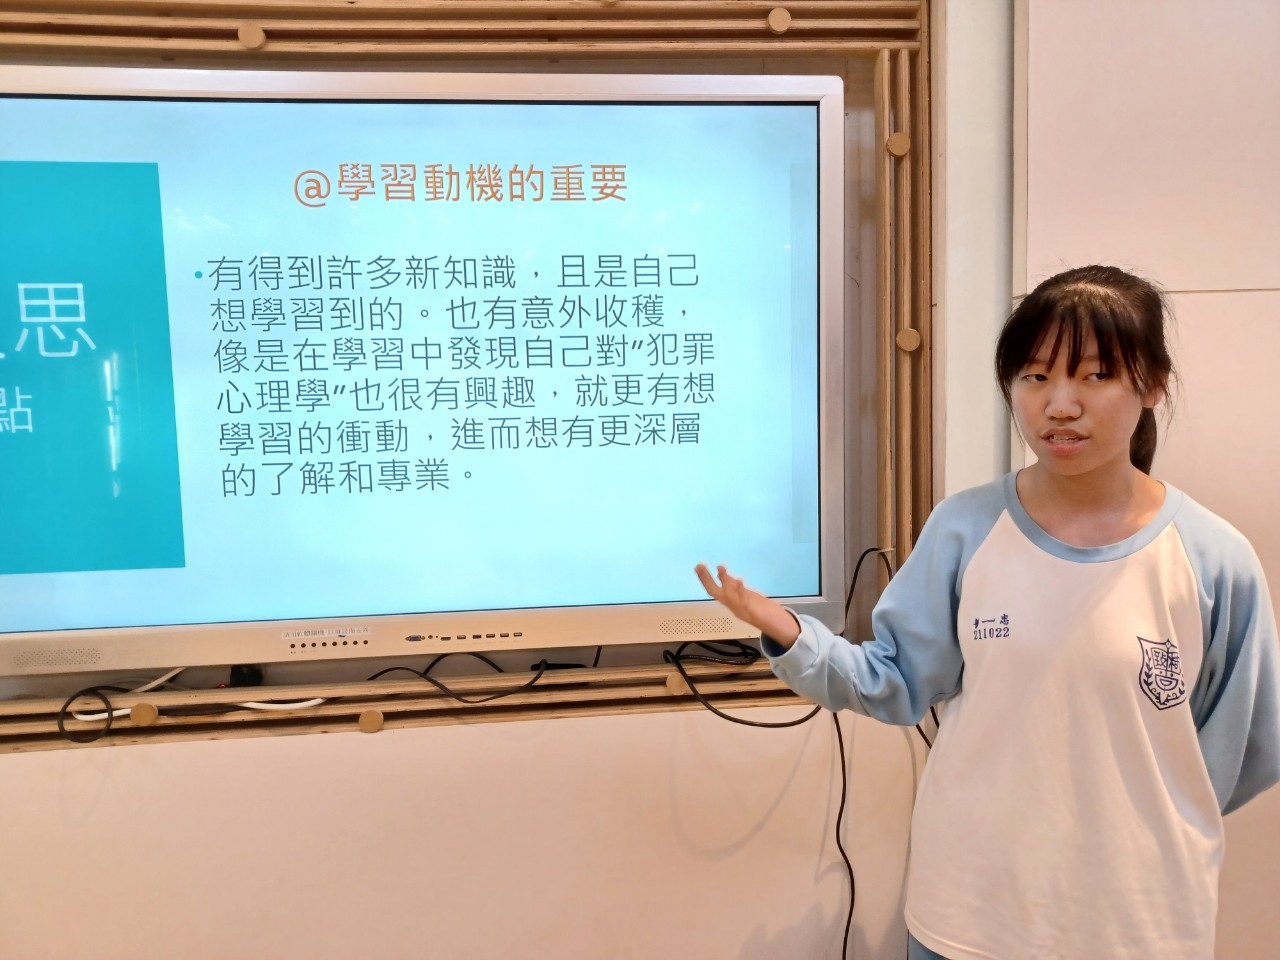 @學習動機的重要
•有得到許多新知識，且是自己
想學習到的。也有意外收穫，
像是在學習中發現自己對"犯罪
心理學"也很有興趣，就更有想
學習的衝動，進而想有更深層
的了解和專業。
思
點
211022